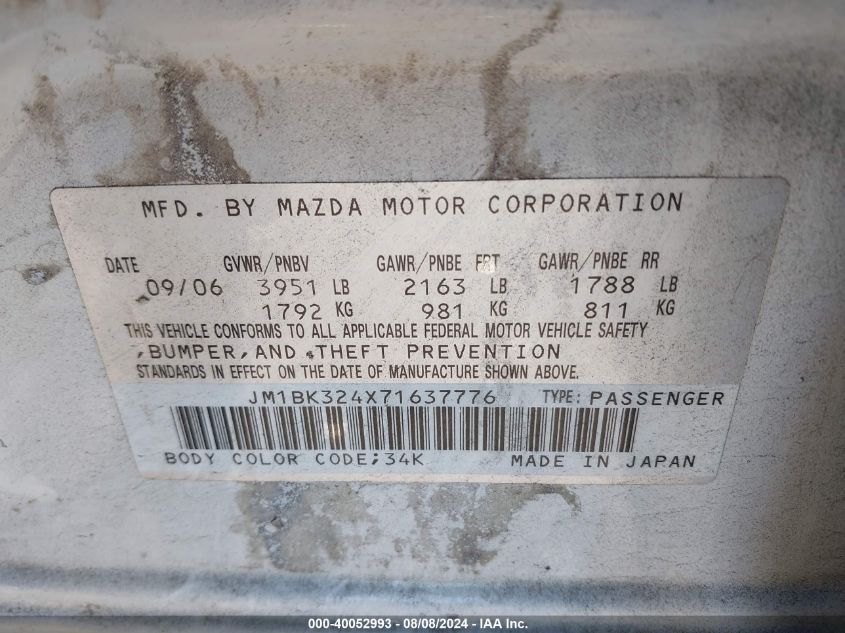 MFD. BY MAZDA MOTOR CORPORATION
DATE GVWR/PNBV GAWR/PNBE FRT GAWR/PNBE RR
09/06 3951 LB 2163 LB 1788 LB
1792 KG 981 KG 811 KG
THIS VEHICLE CONFORMS TO ALL APPLICABLE FEDERAL MOTOR VEHICLE SAFETY
,BUMPER,AND THEFT PREVENTION
STANDARDS IN EFFECT ON THE DATE OF MANUFACTURE SHOWN ABOVE.
JM1BK324X71637776 TYPE: PASSENGER
BODY COLOR CODE;34K MADE IN JAPAN
000-40052993 - 08/08/2024 - IAA Inc.